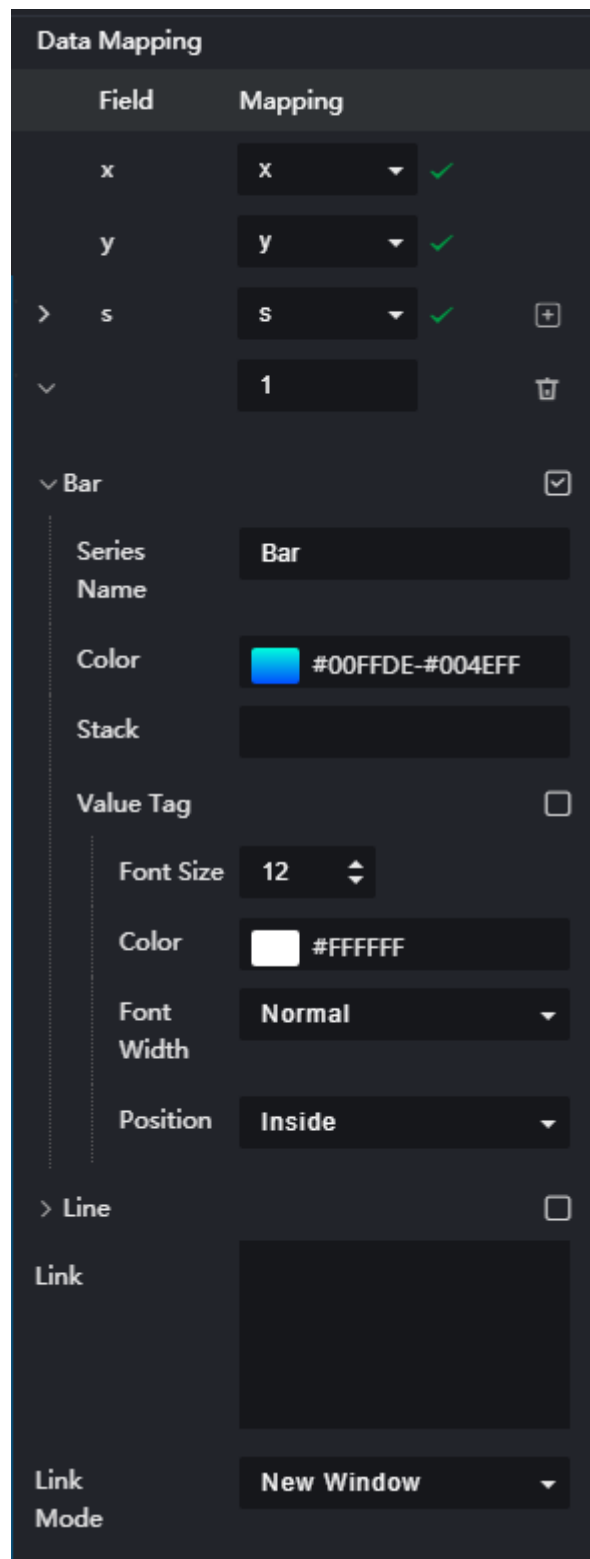 Data Mapping
Field Mapping
x x
y y
s s
1
Bar
Series
Name
Bar
Color #00FFDE-#004EFF
Stack
Value Tag
Font Size 12
Color #FFFFFF
Font
Width
Normal
Position Inside
Line
Link
Link
Mode
New Window